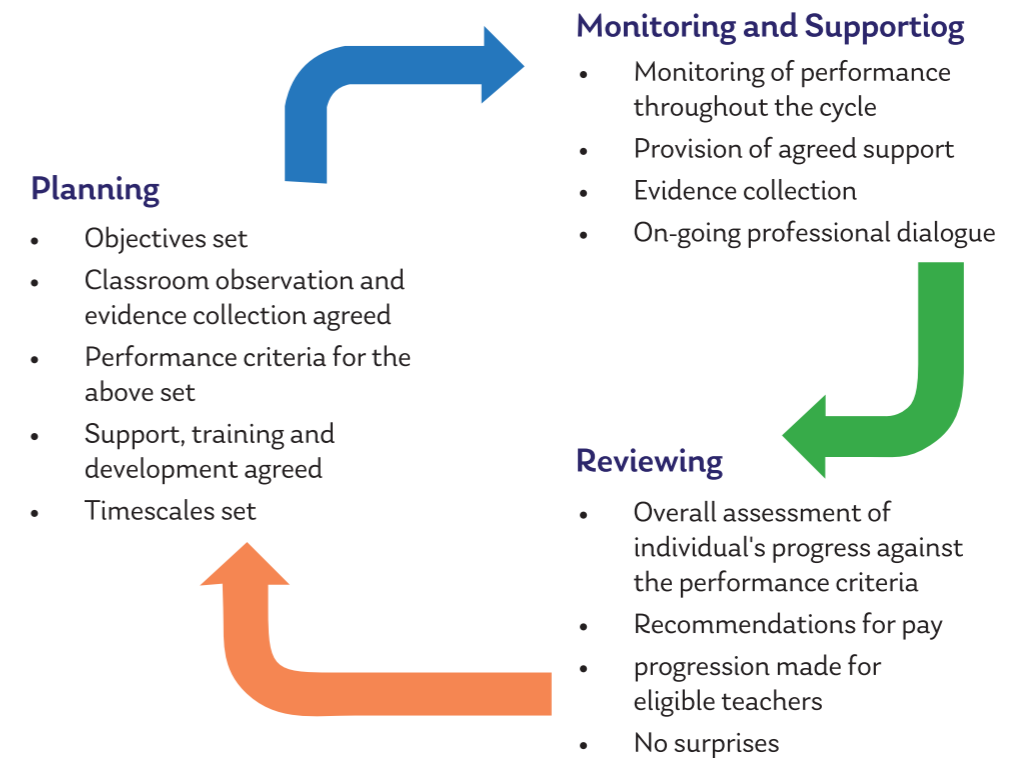 Monitoring and Supportiog
• Monitoring of performance
throughout the cycle
• Provision of agreed support
• Evidence collection
• On-going professional dialogue
Planning
• Objectives set
• Classroom observation and
evidence collection agreed
• Performance criteria for the
above set
• Support, training and
development agreed
• Timescales set
Reviewing
• Overall assessment of
individual's progress against
the performance criteria
• Recommendations for pay
• progression made for
eligible teachers
• No surprises